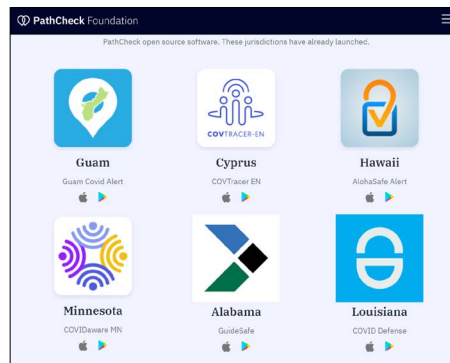 PathCheck Foundation
PathCheck open source software. These jurisdictions have already launched.
COVTRACER-EN
Guam
Cyprus
Hawaii
Guam Covid Alert
COVTracer EN
AlohaSafe Alert
Minnesota
Alabama
Louisiana
COVIDaware MN
GuideSafe
COVID Defense